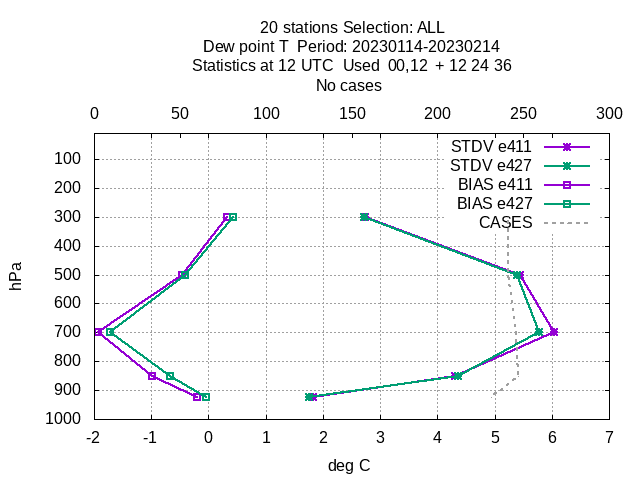 20 stations Selection: ALL
Dew point T  Period: 20230114-20230214
Statistics at 12 UTC  Used  00,12  + 12 24 36
No cases
0 50 100 150 200 250 300
STDV e411
STDV e427
BIAS e411
BIAS e427
CASES
100
200
300
400
500
600
700
800
900
1000
hPa
-2 -1 0 1 2 3 4 5 6 7
deg C